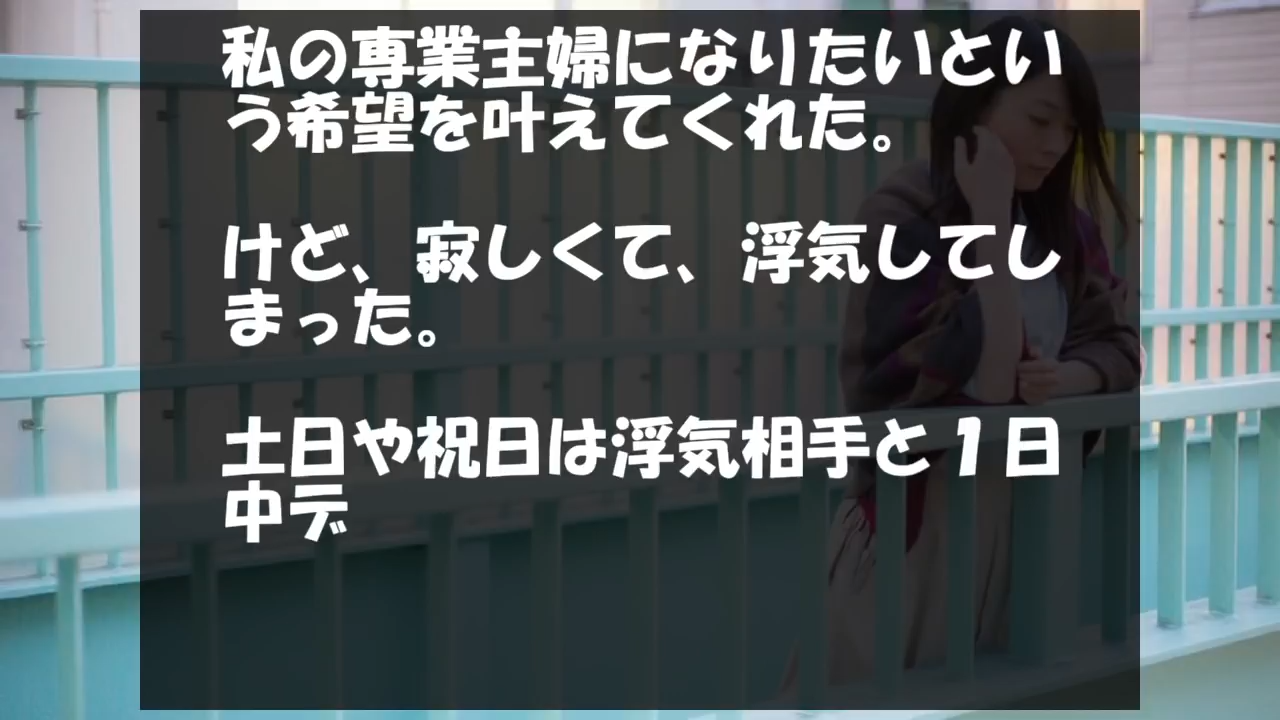 私の専業主婦になりたいとい
う希望を叶えてくれた。
けど、寂しくて、浮気してし
まった。
土日や祝日は浮気相手と１日
中デ